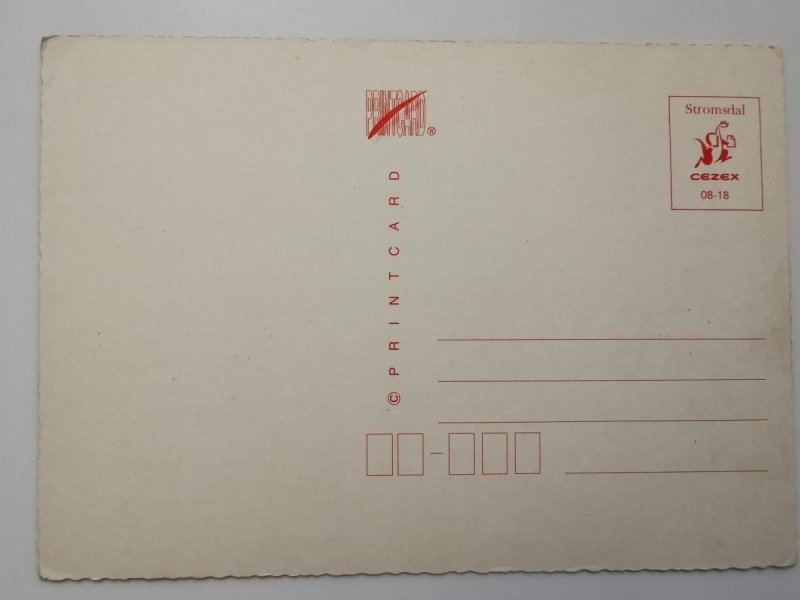 PRINTCARD ®
© PRINTCARD
Stromsdal
CEZEX
08-18